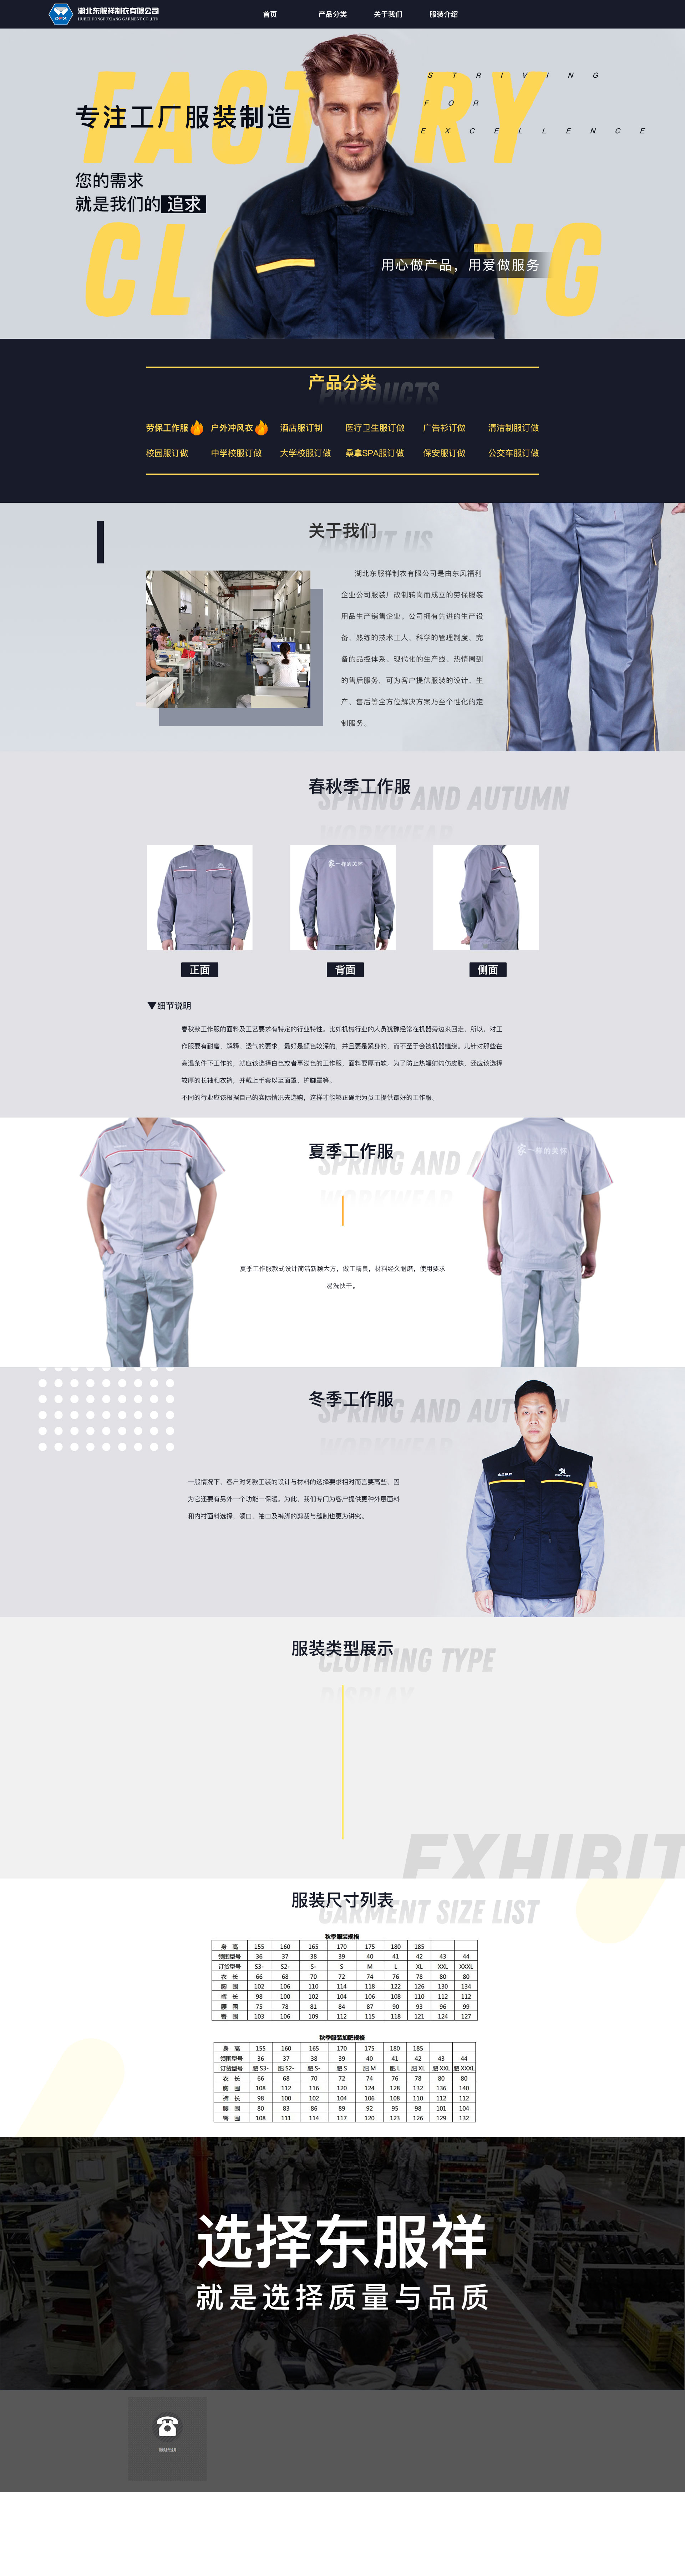 湖北东服祥制衣有限公司
HUBEI DONGFUXIANG GARMENT CO.,LTD.
首页 产品分类 关于我们 服装介绍
FACTORY
CLOTHING
专注工厂服装制造
STRIVING
FOR
EXCELLENCE
您的需求
就是我们的 追求
用心做产品，用爱做服务
产品分类
PRODUCTS
劳保工作服 户外冲风衣 酒店服订制 医疗卫生服订做 广告衫订做 清洁制服订做
校园服订做 中学校服订做 大学校服订做 桑拿SPA服订做 保安服订做 公交车服订做
关于我们
ABOUT US
湖北东服祥制衣有限公司是由东风福利
企业公司服装厂改制转岗而成立的劳保服装
用品生产销售企业。公司拥有先进的生产设
备、熟练的技术工人、科学的管理制度、完
备的品控体系、现代化的生产线、热情周到
的售后服务，可为客户提供服装的设计、生
产、售后等全方位解决方案乃至个性化的定
制服务。
春秋季工作服
SPRING AND AUTUMN
WORKWEAR
正面 背面 侧面
▼细节说明
春秋款工作服的面料及工艺要求有特定的行业特性。比如机械行业的人员犹豫经常在机器旁边来回走，所以，对工
作服要有耐磨、解释、透气的要求，最好是颜色较深的，并且要是紧身的，而不至于会被机器缠绕。儿针对那些在
高温条件下工作的，就应该选择白色或者事浅色的工作服，面料要厚而软。为了防止热辐射灼伤皮肤，还应该选择
较厚的长袖和衣裤，并戴上手套以至面罩、护脚罩等。
不同的行业应该根据自己的实际情况去选购，这样才能够正确地为员工提供最好的工作服。
夏季工作服
SPRING AND A
WORKWEAR
夏季工作服款式设计简洁新颖大方，做工精良，材料经久耐磨，使用要求
易洗快干。
冬季工作服
SPRING AND AUTUMN
WORKWEAR
一般情况下，客户对冬款工装的设计与材料的选择要求相对而言要高些，因
为它还要有另外一个功能一保暖。为此，我们专门为客户提供更种外层面料
和内衬面料选择，领口、袖口及裤脚的剪裁与缝制也更为讲究。
服装类型展示
CLOTHING TYPE
DISPLAY
EXHIBIT
服装尺寸列表
GARMENT SIZE LIST
秋季服装规格
身 高 155 160 165 170 175 180 185
领围型号 36 37 38 39 40 41 42 43 44
订货型号 S3- S2- S- S M L XL XXL XXXL
衣 长 66 68 70 72 74 76 78 80 80
胸 围 102 106 110 114 118 122 126 130 134
裤 长 98 100 102 104 106 108 110 112 112
腰 围 75 78 81 84 87 90 93 96 99
臀 围 103 106 109 112 115 118 121 124 127
秋季服装加肥规格
身 高 155 160 165 170 175 180 185
领围型号 36 37 38 39 40 41 42 43 44
订货型号 肥 S3- 肥 S2- 肥 S- 肥 S 肥 M 肥 L 肥 XL 肥 XXL 肥 XXXL
衣 长 66 68 70 72 74 76 78 80 80
胸 围 108 112 116 120 124 128 132 136 140
裤 长 98 100 102 104 106 108 110 112 112
腰 围 80 83 86 89 92 95 98 101 104
臀 围 108 111 114 117 120 123 126 129 132
选择东服祥
就是选择质量与品质
服务热线